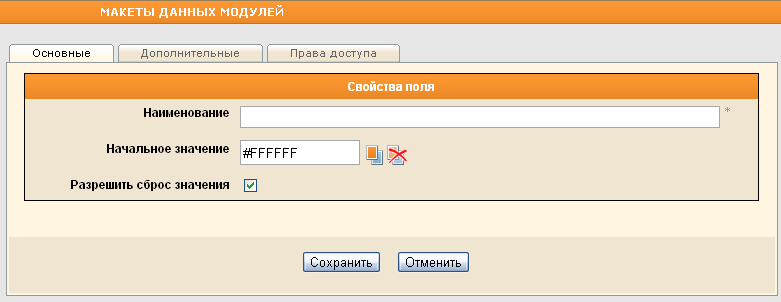 МАКЕТЫ ДАННЫХ МОДУЛЕЙ
Основные Дополнительные Права доступа
Свойства поля
Наименование *
Начальное значение #FFFFFF
Разрешить сброс значения
Сохранить Отменить